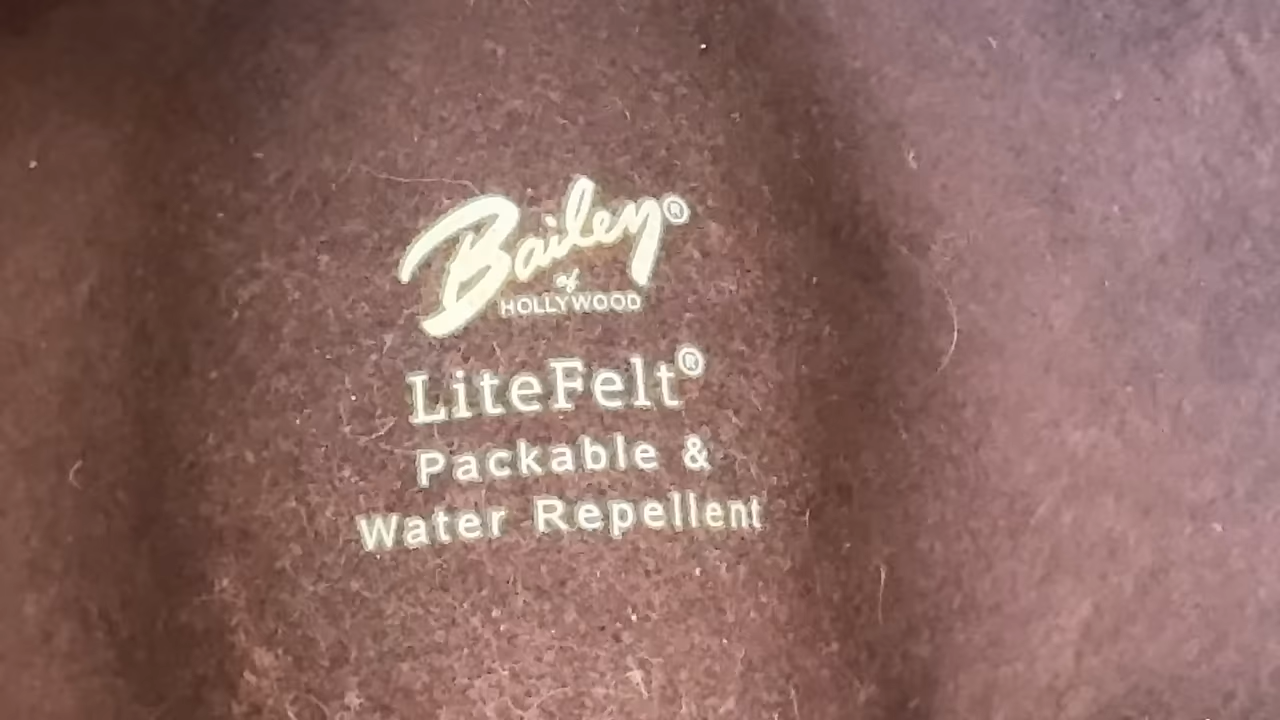 Bailey®
of
HOLLYWOOD
LiteFelt®
Packable &
Water Repellent